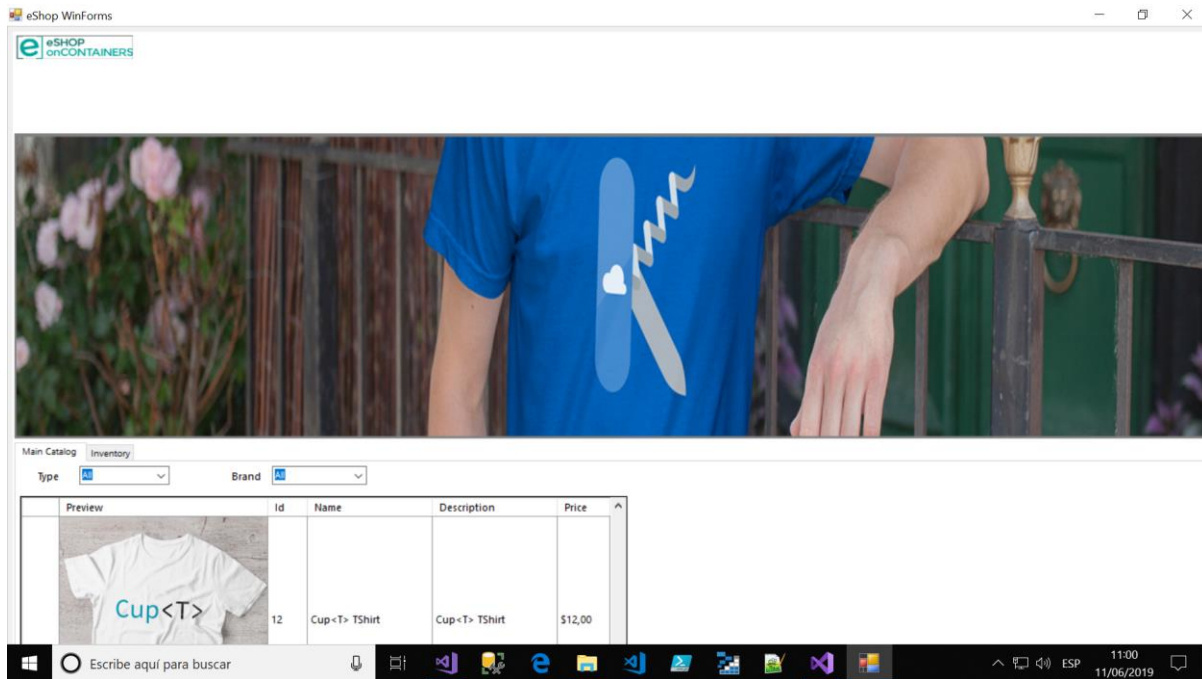 eShop WinForms
eSHOP
onCONTAINERS
Main Catalog Inventory
Type All Brand All
Preview Id Name Description Price
Cup<T>
12 Cup<T> TShirt Cup<T> TShirt $12,00
Escribe aquí para buscar
ESP
11:00
11/06/2019